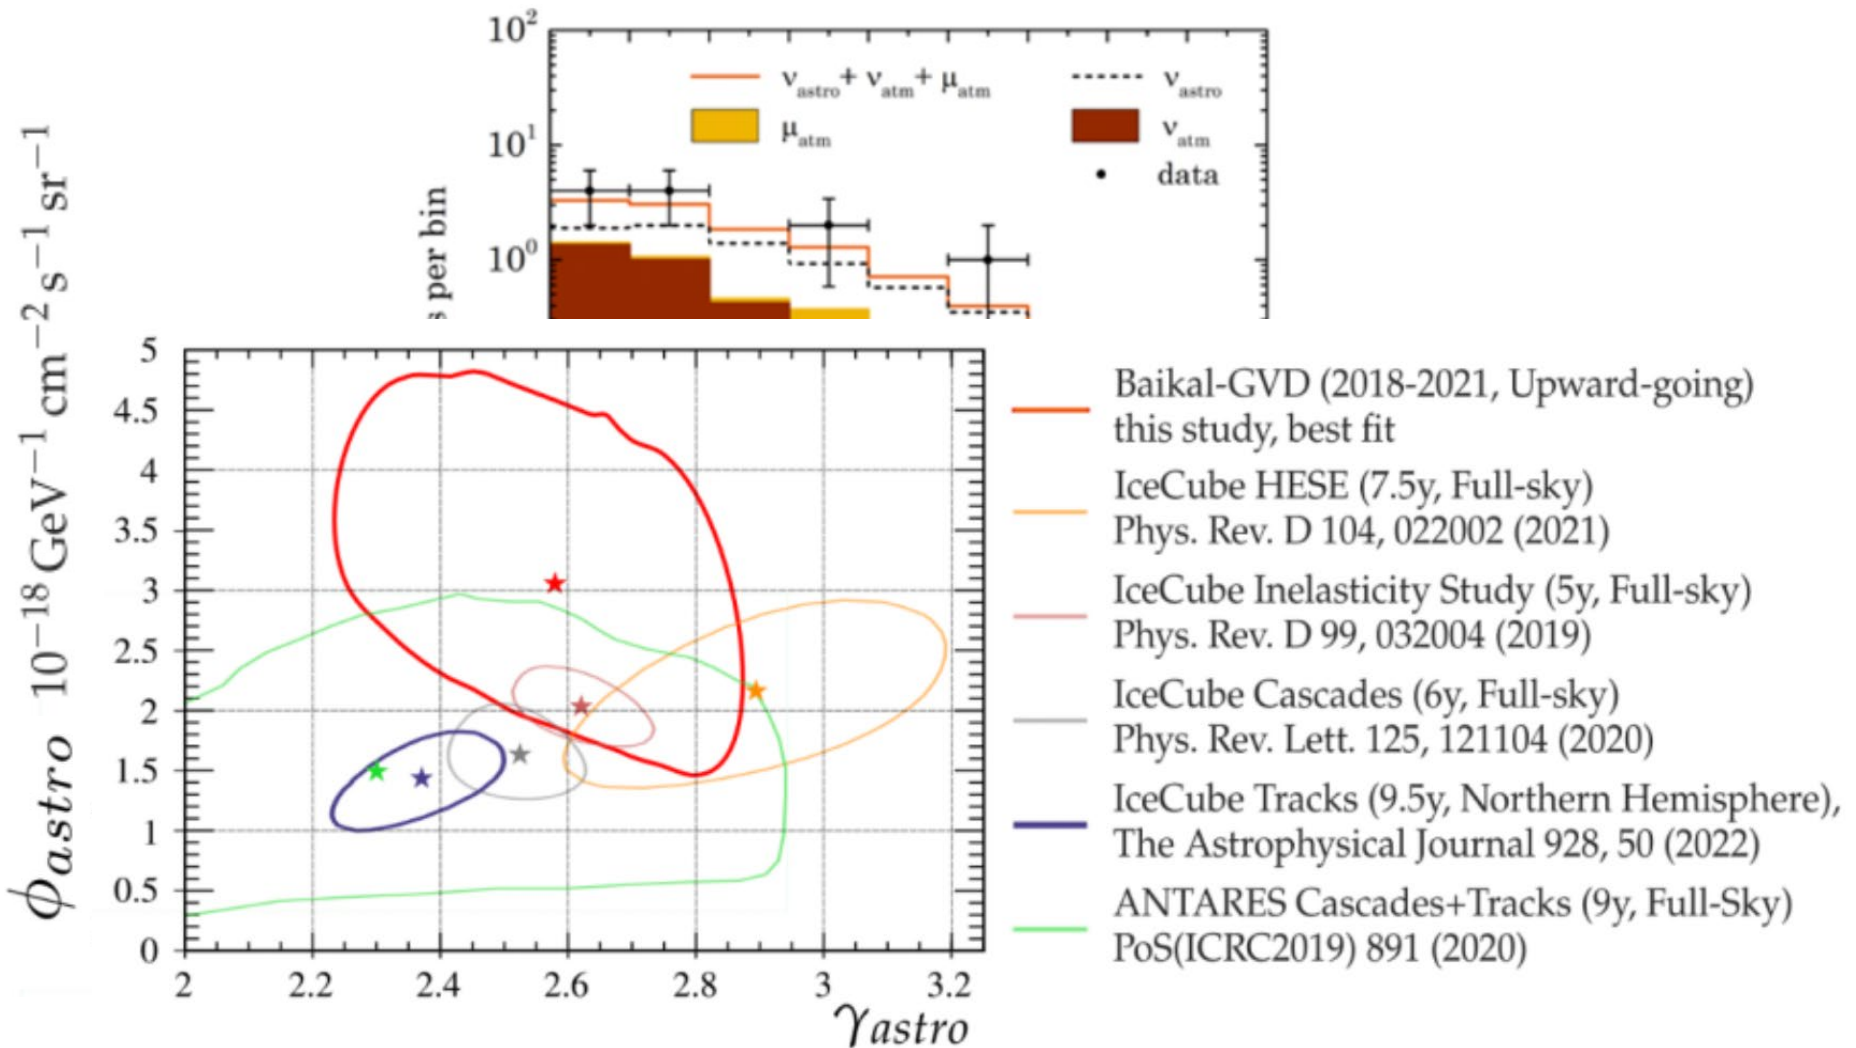 10²
ν_astro + ν_atm + μ_atm
ν_astro
μ_atm
ν_atm
10¹
data
per bin
10⁰
ϕ_astro 10⁻¹⁸ GeV⁻¹ cm⁻² s⁻¹ sr⁻¹
5
4.5
4
3.5
3
2.5
2
1.5
1
0.5
0
2 2.2 2.4 2.6 2.8 3 3.2
γ_astro
Baikal-GVD (2018-2021, Upward-going)
this study, best fit
IceCube HESE (7.5y, Full-sky)
Phys. Rev. D 104, 022002 (2021)
IceCube Inelasticity Study (5y, Full-sky)
Phys. Rev. D 99, 032004 (2019)
IceCube Cascades (6y, Full-sky)
Phys. Rev. Lett. 125, 121104 (2020)
IceCube Tracks (9.5y, Northern Hemisphere),
The Astrophysical Journal 928, 50 (2022)
ANTARES Cascades+Tracks (9y, Full-Sky)
PoS(ICRC2019) 891 (2020)